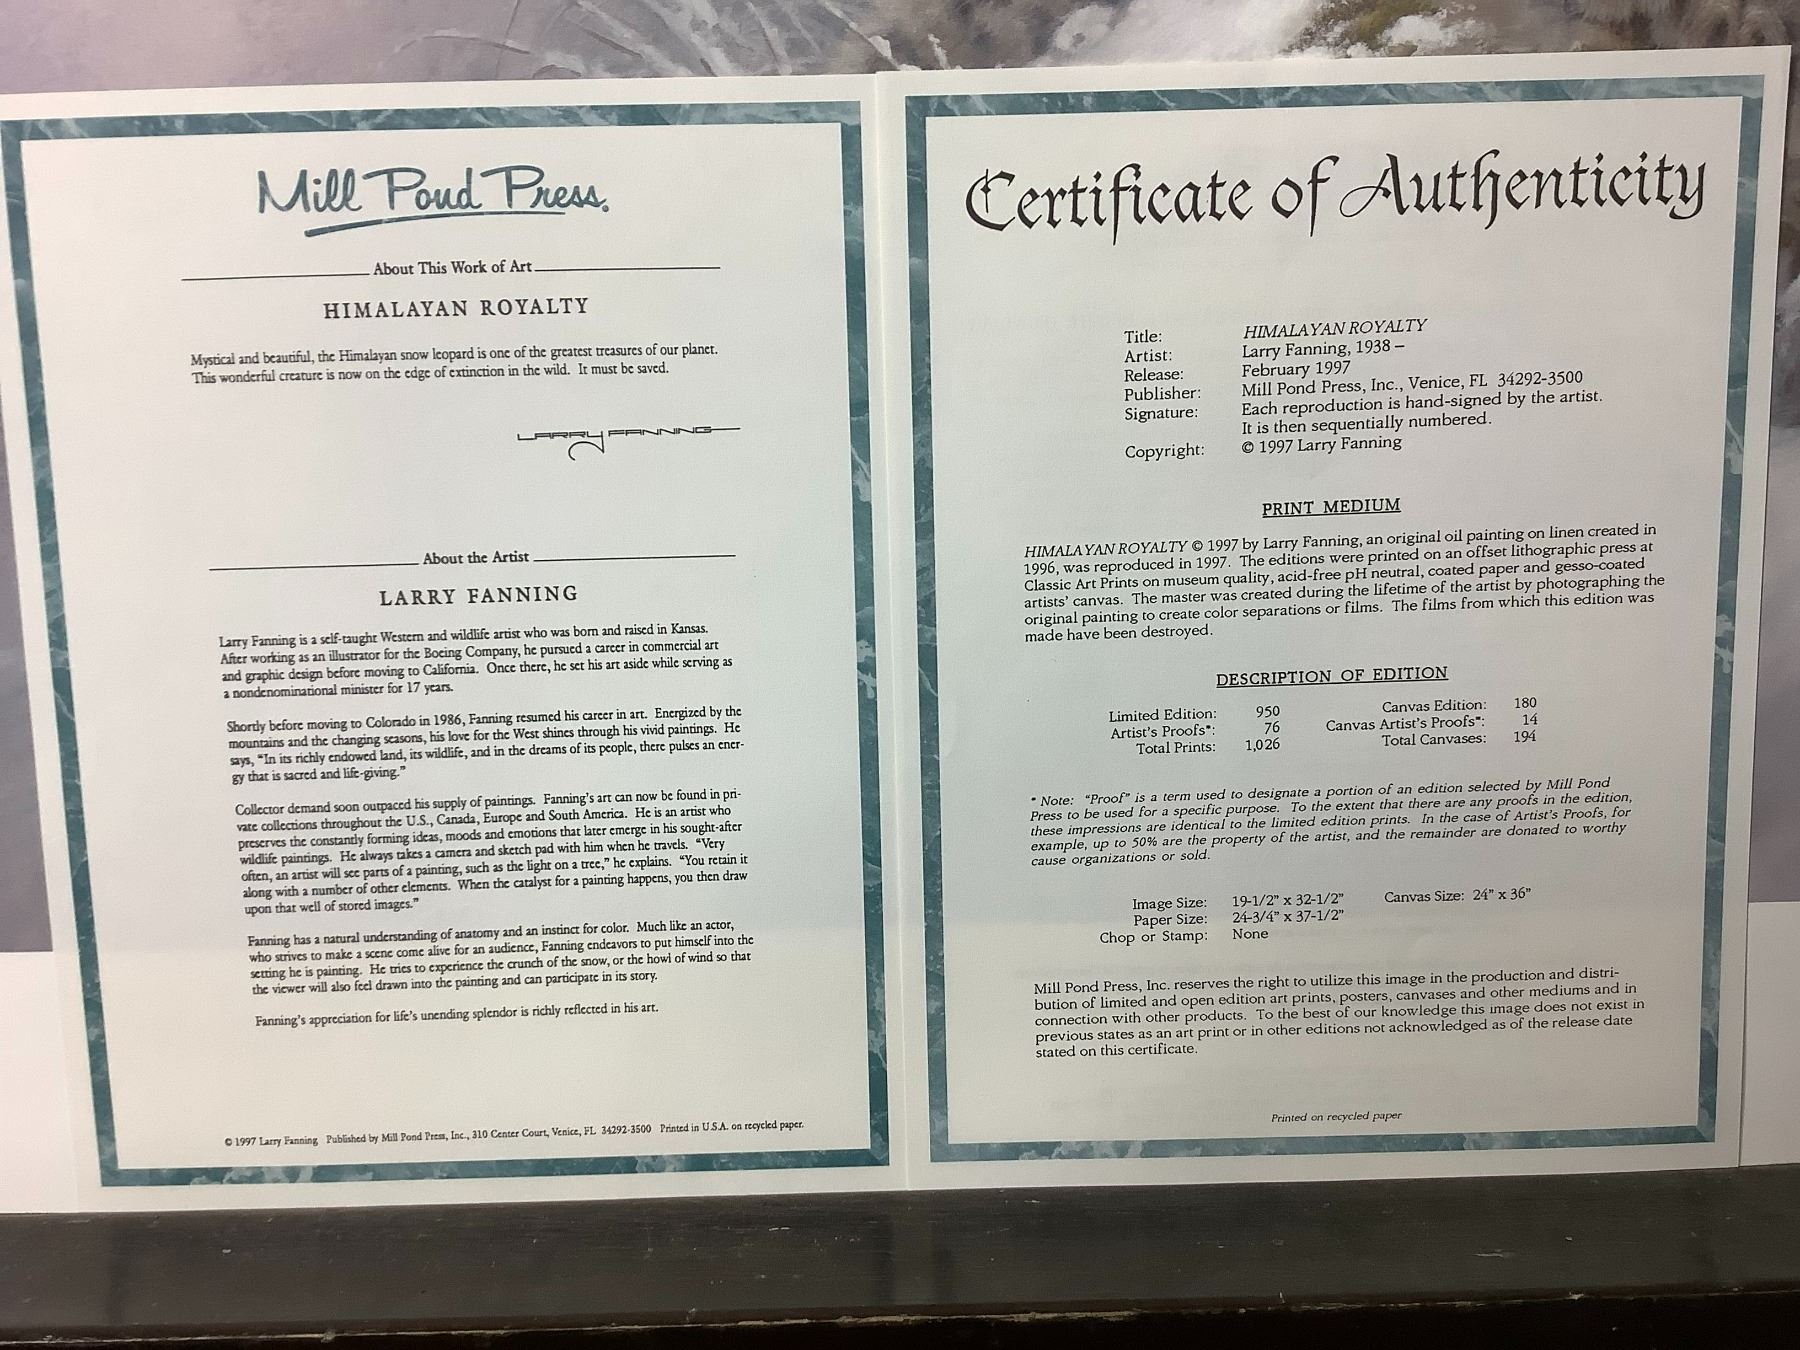 Mill Pond Press.
About This Work of Art
HIMALAYAN ROYALTY
Mystical and beautiful, the Himalayan snow leopard is one of the greatest treasures of our planet.
This wonderful creature is now on the edge of extinction in the wild. It must be saved.
LARRY FANNING
About the Artist
LARRY FANNING
Larry Fanning is a self-taught Western and wildlife artist who was born and raised in Kansas.
After working as an illustrator for the Boeing Company, he pursued a career in commercial art
and graphic design before moving to California. Once there, he set his art aside while serving as
a nondenominational minister for 17 years.
Shortly before moving to Colorado in 1986, Fanning resumed his career in art. Energized by the
mountains and the changing seasons, his love for the West shines through his vivid paintings. He
says, “In its richly endowed land, its wildlife, and in the dreams of its people, there pulses an ener-
gy that is sacred and life-giving.”
Collector demand soon outpaced his supply of paintings. Fanning's art can now be found in pri-
vate collections throughout the U.S., Canada, Europe and South America. He is an artist who
preserves the constantly forming ideas, moods and emotions that later emerge in his sought-after
wildlife paintings. He always takes a camera and sketch pad with him when he travels. “Very
often, an artist will see parts of a painting, such as the light on a tree,” he explains. “You retain it
along with a number of other elements. When the catalyst for a painting happens, you then draw
upon that well of stored images.”
Fanning has a natural understanding of anatomy and an instinct for color. Much like an actor,
who strives to make a scene come alive for an audience, Fanning endeavors to put himself into the
setting he is painting. He tries to experience the crunch of the snow, or the howl of wind so that
the viewer will also feel drawn into the painting and can participate in its story.
Fanning's appreciation for life's unending splendor is richly reflected in his art.
© 1997 Larry Fanning Published by Mill Pond Press, Inc., 310 Center Court, Venice, FL 34292-3500 Printed in U.S.A. on recycled paper.
Certificate of Authenticity
Title: HIMALAYAN ROYALTY
Artist: Larry Fanning, 1938 –
Release: February 1997
Publisher: Mill Pond Press, Inc., Venice, FL 34292-3500
Signature: Each reproduction is hand-signed by the artist.
It is then sequentially numbered.
Copyright: © 1997 Larry Fanning
PRINT MEDIUM
HIMALAYAN ROYALTY © 1997 by Larry Fanning, an original oil painting on linen created in
1996, was reproduced in 1997. The editions were printed on an offset lithographic press at
Classic Art Prints on museum quality, acid-free pH neutral, coated paper and gesso-coated
artists' canvas. The master was created during the lifetime of the artist by photographing the
original painting to create color separations or films. The films from which this edition was
made have been destroyed.
DESCRIPTION OF EDITION
Limited Edition: 950 Canvas Edition: 180
Artist's Proofs*: 76 Canvas Artist's Proofs*: 14
Total Prints: 1,026 Total Canvases: 194
* Note: “Proof” is a term used to designate a portion of an edition selected by Mill Pond
Press to be used for a specific purpose. To the extent that there are any proofs in the edition,
these impressions are identical to the limited edition prints. In the case of Artist's Proofs, for
example, up to 50% are the property of the artist, and the remainder are donated to worthy
cause organizations or sold.
Image Size: 19-1/2” x 32-1/2” Canvas Size: 24” x 36”
Paper Size: 24-3/4” x 37-1/2”
Chop or Stamp: None
Mill Pond Press, Inc. reserves the right to utilize this image in the production and distri-
bution of limited and open edition art prints, posters, canvases and other mediums and in
connection with other products. To the best of our knowledge this image does not exist in
previous states as an art print or in other editions not acknowledged as of the release date
stated on this certificate.
Printed on recycled paper